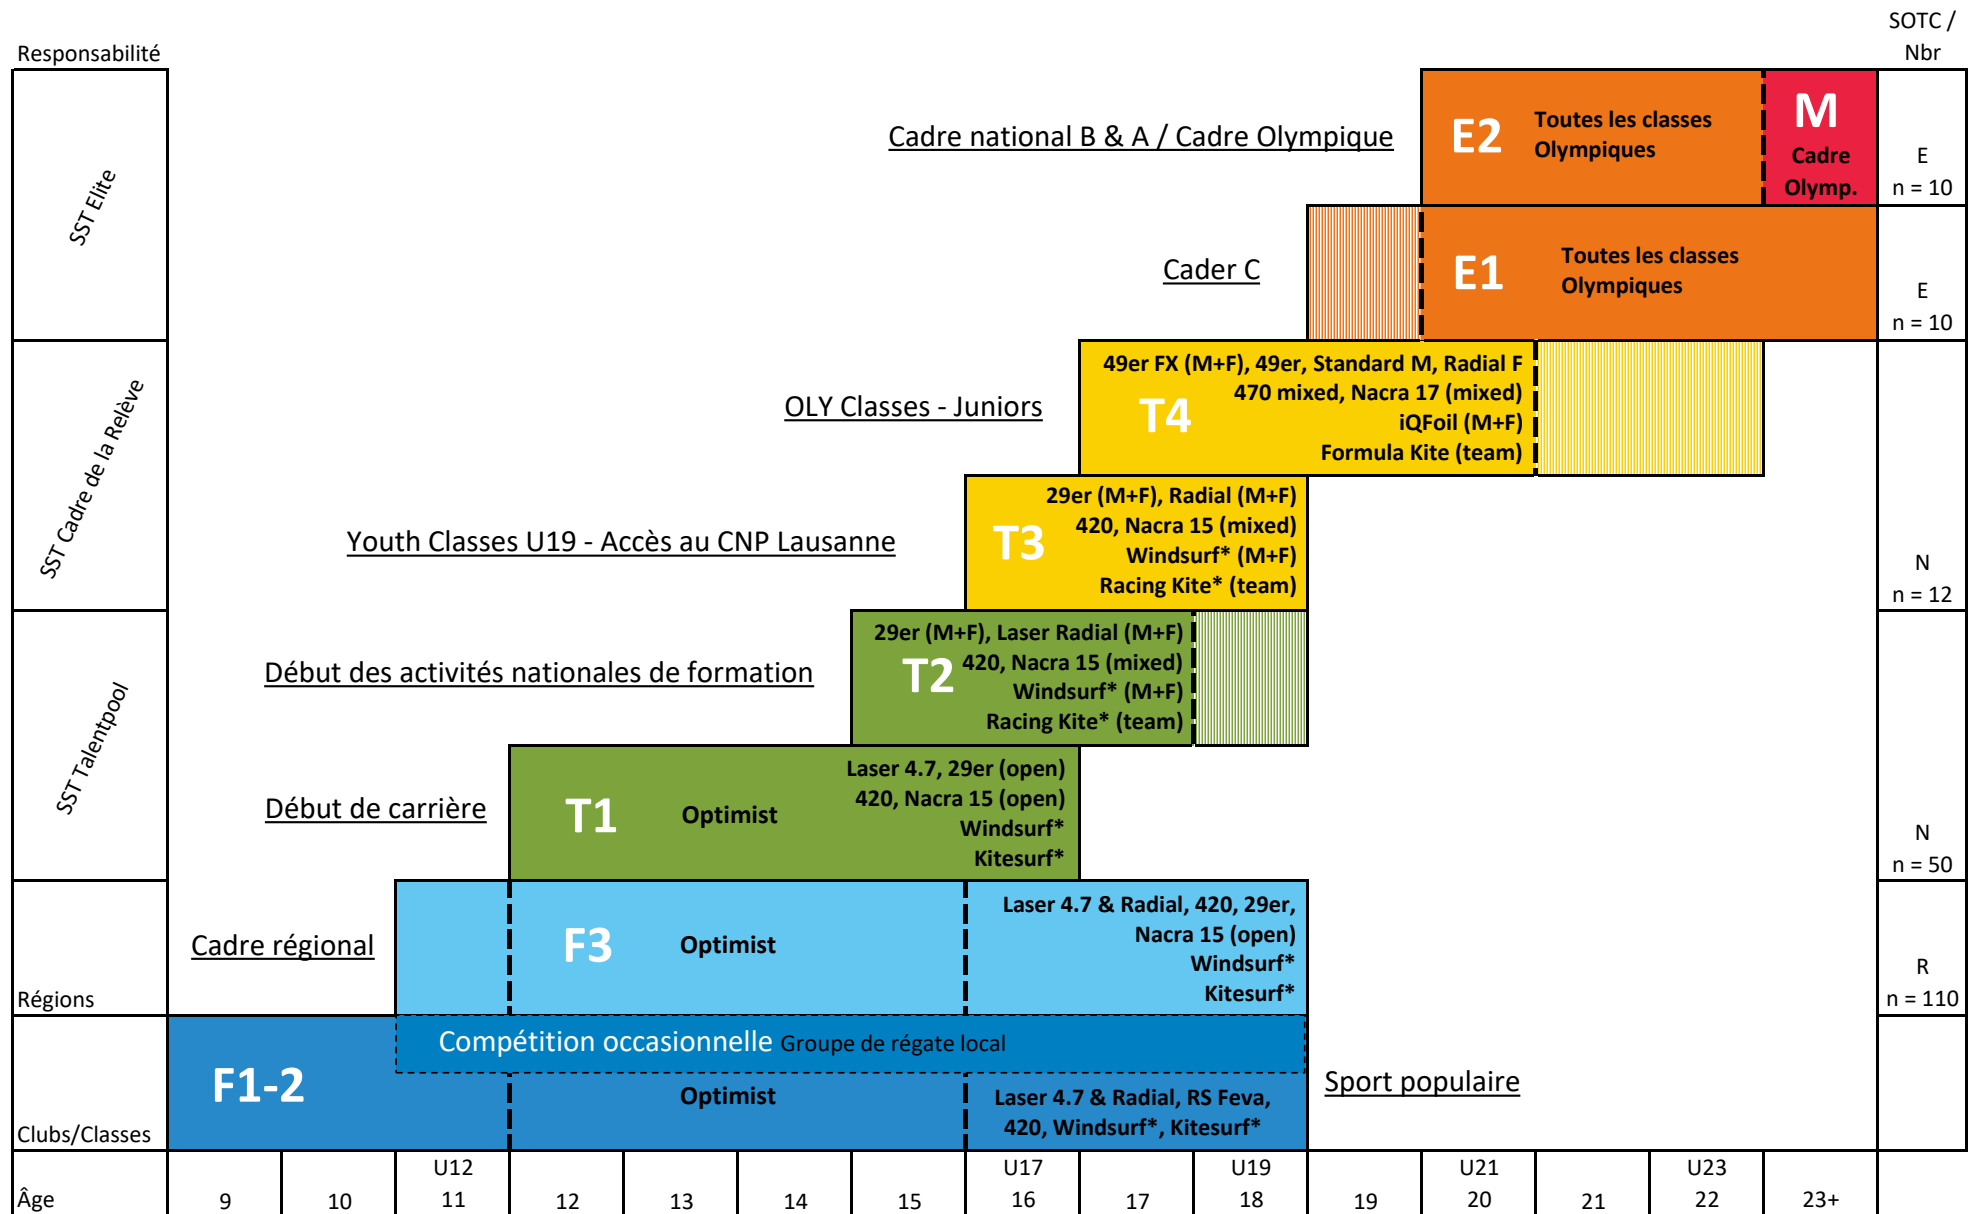 SOTC /
Nbr
Responsabilité
SST Elite
Cadre national B & A / Cadre Olympique
E2
Toutes les classes
Olympiques
M
Cadre
Olymp.
E
n = 10
Cader C
E1
Toutes les classes
Olympiques
E
n = 10
SST Cadre de la Relève
OLY Classes - Juniors
T4
49er FX (M+F), 49er, Standard M, Radial F
470 mixed, Nacra 17 (mixed)
iQFoil (M+F)
Formula Kite (team)
Youth Classes U19 - Accès au CNP Lausanne
T3
29er (M+F), Radial (M+F)
420, Nacra 15 (mixed)
Windsurf* (M+F)
Racing Kite* (team)
N
n = 12
SST Talentpool
Début des activités nationales de formation
T2
29er (M+F), Laser Radial (M+F)
420, Nacra 15 (mixed)
Windsurf* (M+F)
Racing Kite* (team)
Début de carrière
T1
Optimist
Laser 4.7, 29er (open)
420, Nacra 15 (open)
Windsurf*
Kitesurf*
N
n = 50
Régions
Cadre régional
F3
Optimist
Laser 4.7 & Radial, 420, 29er,
Nacra 15 (open)
Windsurf*
Kitesurf*
R
n = 110
Clubs/Classes
F1-2
Compétition occasionnelle Groupe de régate local
Optimist
Laser 4.7 & Radial, RS Feva,
420, Windsurf*, Kitesurf*
Sport populaire
U12 U17 U19 U21 U23
Âge 9 10 11 12 13 14 15 16 17 18 19 20 21 22 23+